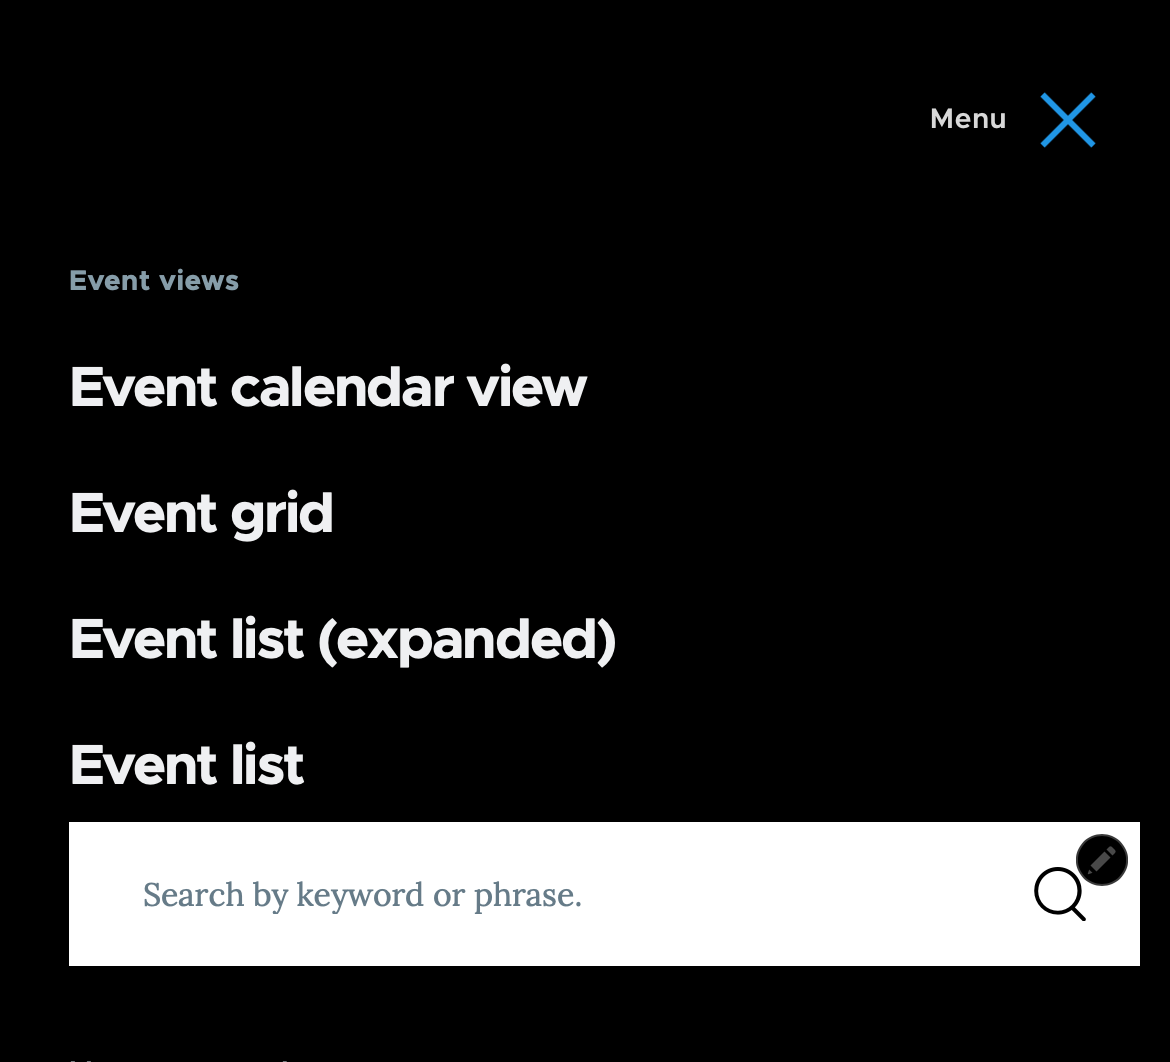 Menu
Event views
Event calendar view
Event grid
Event list (expanded)
Event list
Search by keyword or phrase.